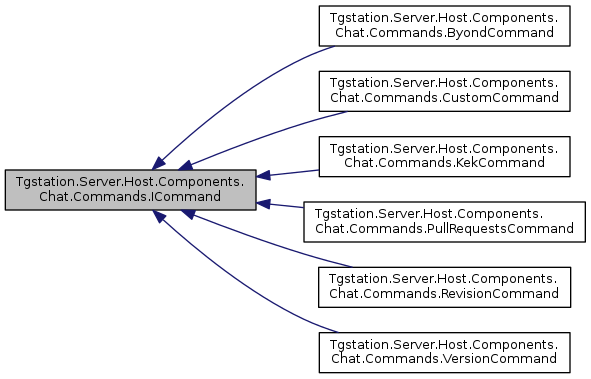 Tgstation.Server.Host.Components.
Chat.Commands.ByondCommand
Tgstation.Server.Host.Components.
Chat.Commands.CustomCommand
Tgstation.Server.Host.Components.
Chat.Commands.KekCommand
Tgstation.Server.Host.Components.
Chat.Commands.ICommand
Tgstation.Server.Host.Components.
Chat.Commands.PullRequestsCommand
Tgstation.Server.Host.Components.
Chat.Commands.RevisionCommand
Tgstation.Server.Host.Components.
Chat.Commands.VersionCommand